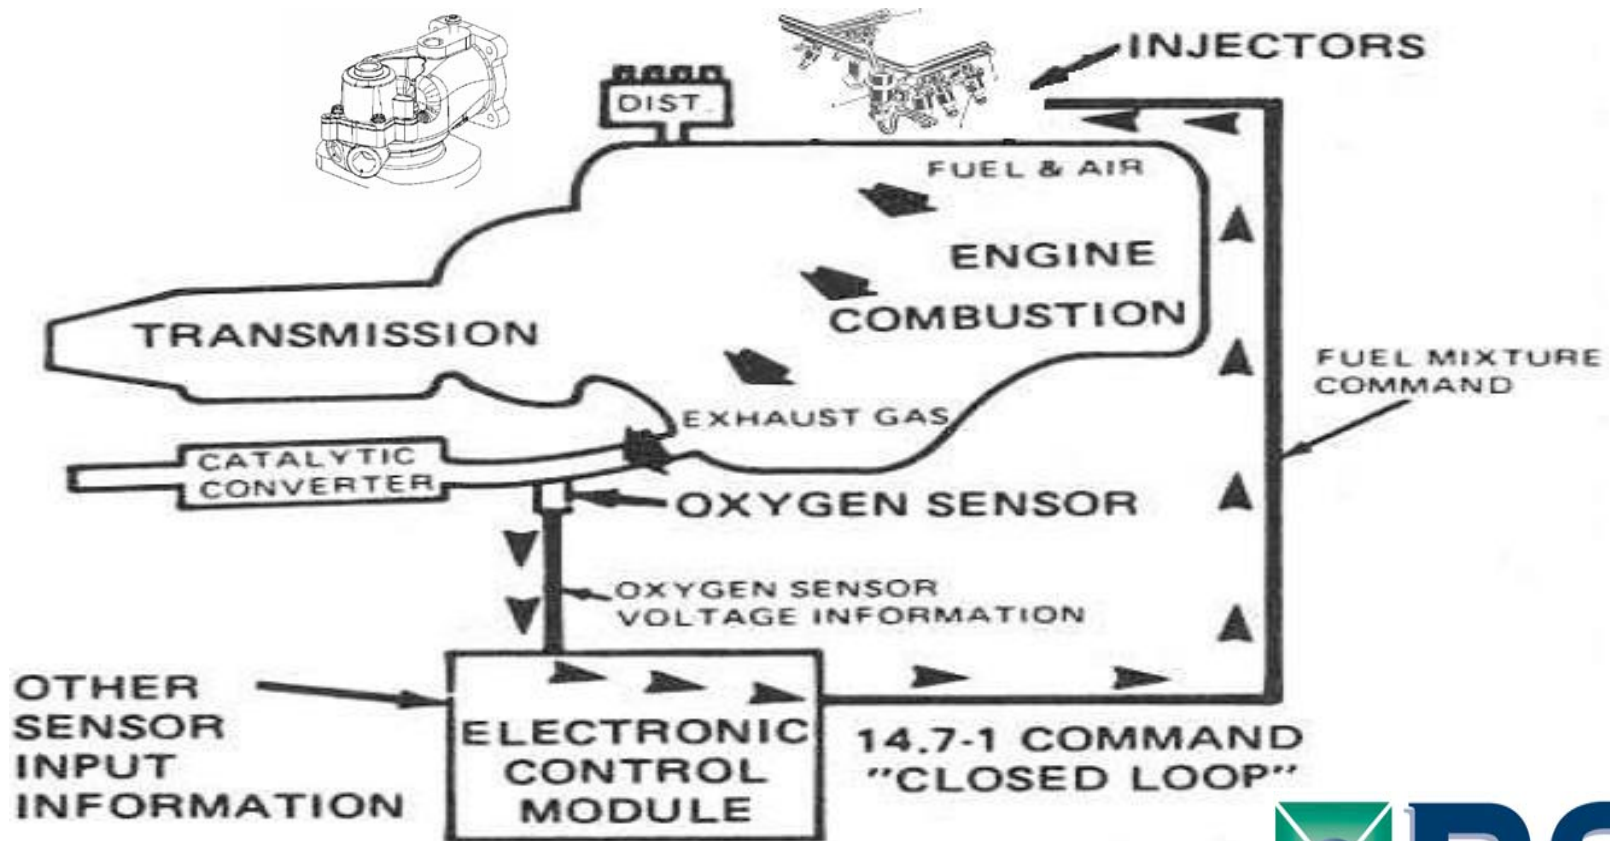 INJECTORS
DIST.
FUEL & AIR
ENGINE
COMBUSTION
TRANSMISSION
FUEL MIXTURE
COMMAND
EXHAUST GAS
CATALYTIC
CONVERTER
OXYGEN SENSOR
OXYGEN SENSOR
VOLTAGE INFORMATION
OTHER
SENSOR
INPUT
INFORMATION
ELECTRONIC
CONTROL
MODULE
14.7-1 COMMAND
"CLOSED LOOP"